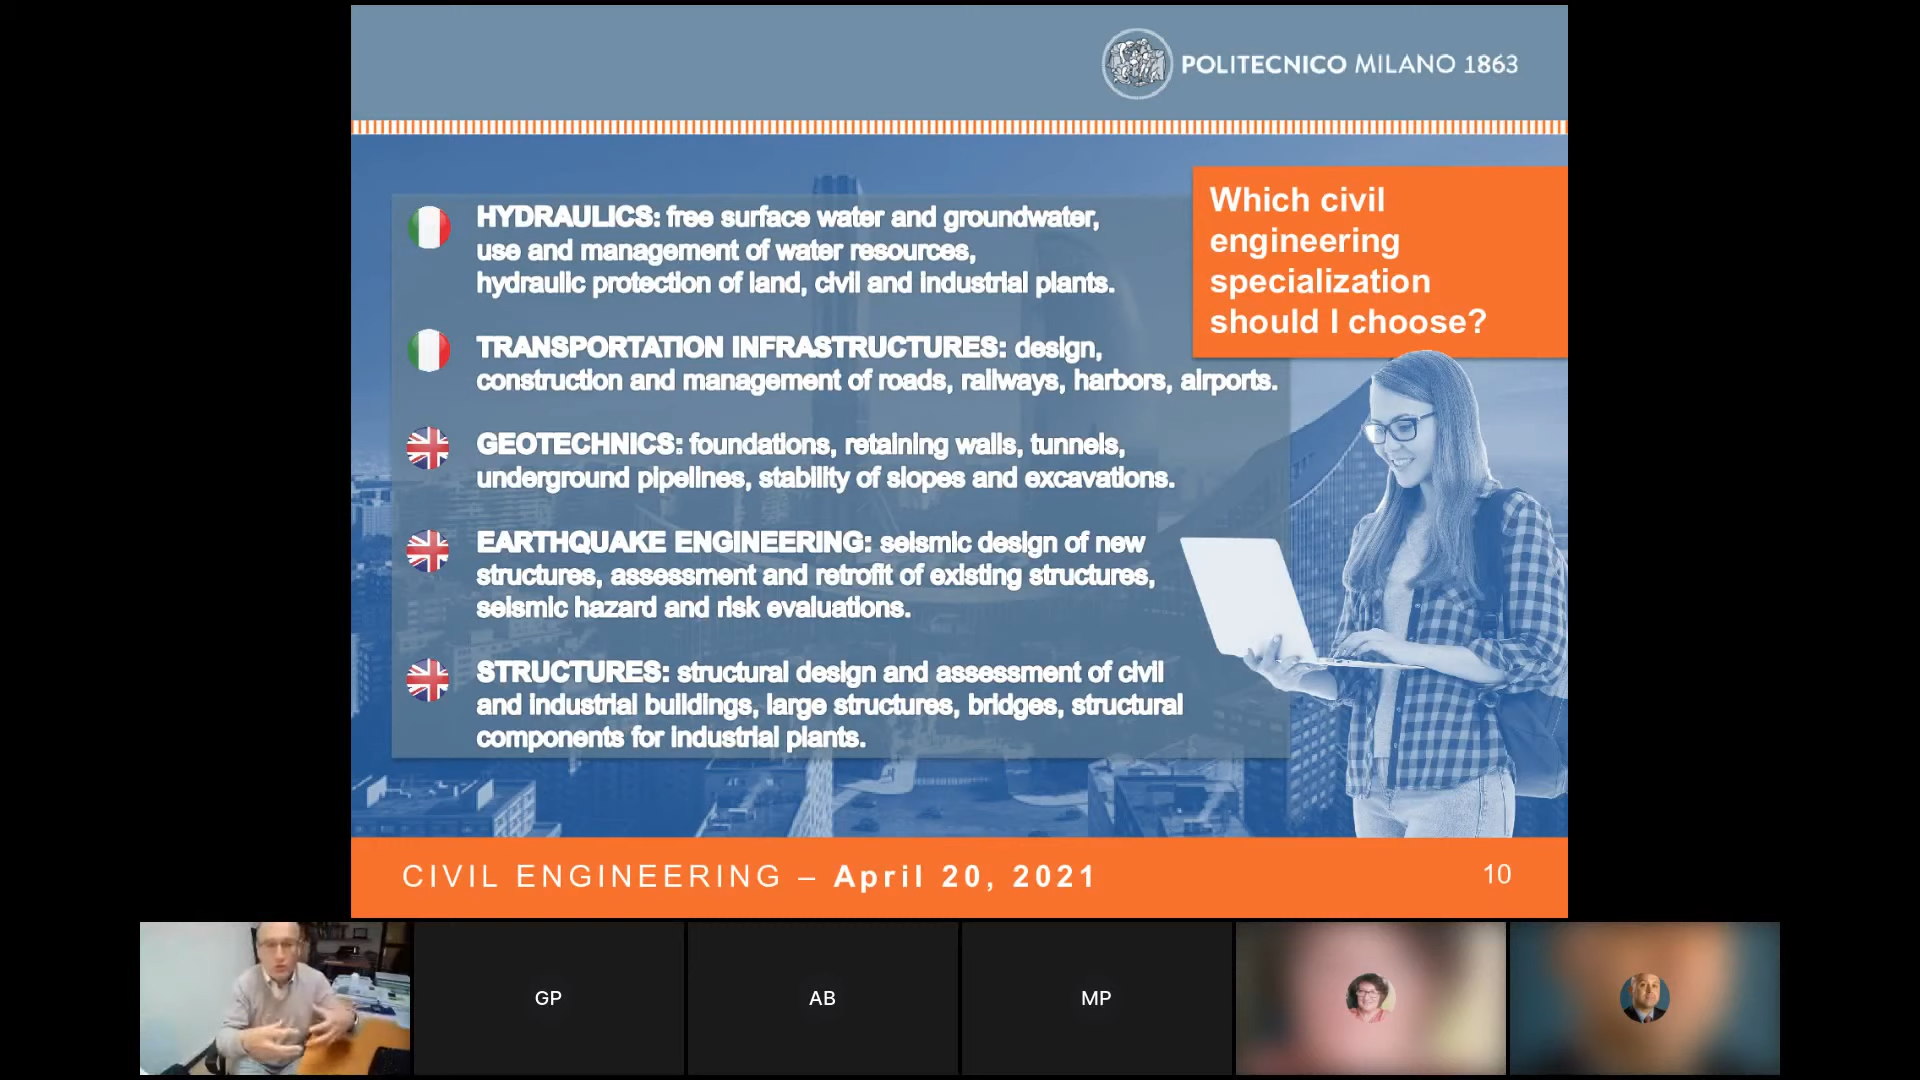 POLITECNICO MILANO 1863
HYDRAULICS: free surface water and groundwater,
use and management of water resources,
hydraulic protection of land, civil and industrial plants.
TRANSPORTATION INFRASTRUCTURES: design,
construction and management of roads, railways, harbors, airports.
GEOTECHNICS: foundations, retaining walls, tunnels,
underground pipelines, stability of slopes and excavations.
EARTHQUAKE ENGINEERING: seismic design of new
structures, assessment and retrofit of existing structures,
seismic hazard and risk evaluations.
STRUCTURES: structural design and assessment of civil
and industrial buildings, large structures, bridges, structural
components for industrial plants.
Which civil
engineering
specialization
should I choose?
CIVIL ENGINEERING – April 20, 2021
10
GP
AB
MP